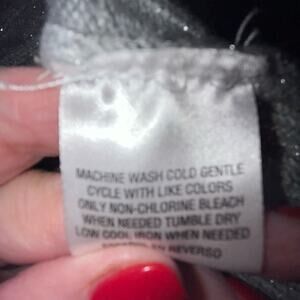 MACHINE WASH COLD GENTLE
CYCLE WITH LIKE COLORS
ONLY NON-CHLORINE BLEACH
WHEN NEEDED TUMBLE DRY
LOW COOL IRON WHEN NEEDED
REVERSO